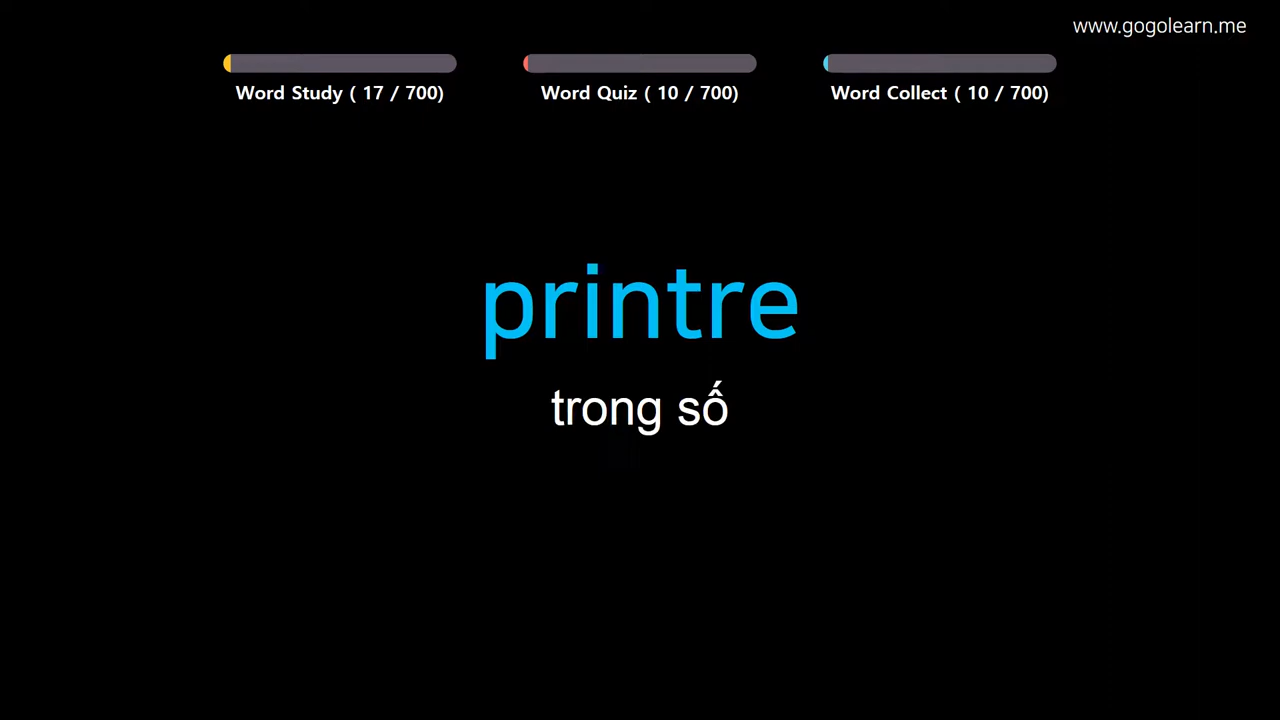 www.gogolearn.me
Word Study ( 17 / 700)
Word Quiz ( 10 / 700)
Word Collect ( 10 / 700)
printre
trong số